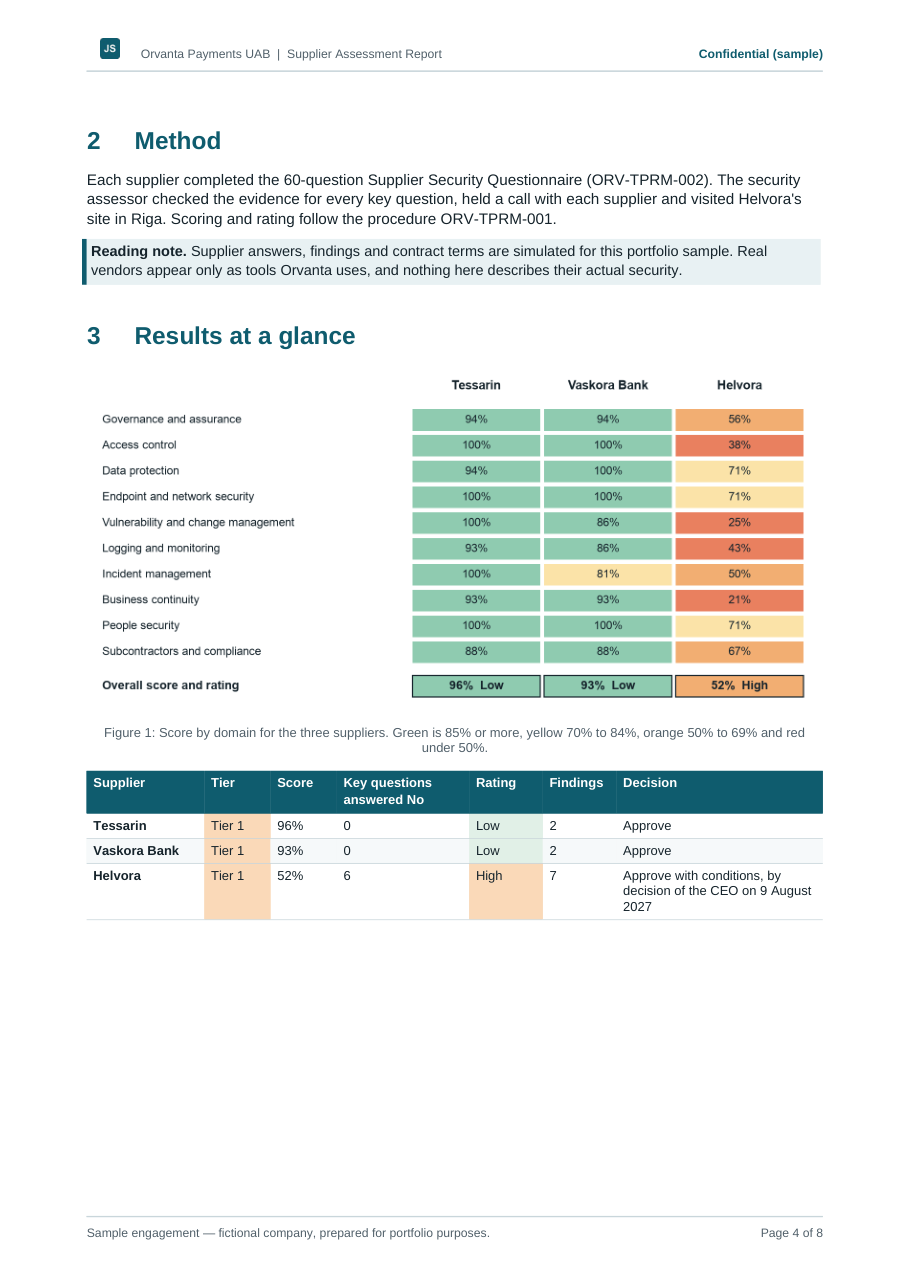 JS
Orvanta Payments UAB | Supplier Assessment Report
Confidential (sample)
2 Method
Each supplier completed the 60-question Supplier Security Questionnaire (ORV-TPRM-002). The security
assessor checked the evidence for every key question, held a call with each supplier and visited Helvora's
site in Riga. Scoring and rating follow the procedure ORV-TPRM-001.
Reading note. Supplier answers, findings and contract terms are simulated for this portfolio sample. Real
vendors appear only as tools Orvanta uses, and nothing here describes their actual security.
3 Results at a glance
Tessarin Vaskora Bank Helvora
Governance and assurance 94% 94% 56%
Access control 100% 100% 38%
Data protection 94% 100% 71%
Endpoint and network security 100% 100% 71%
Vulnerability and change management 100% 86% 25%
Logging and monitoring 93% 86% 43%
Incident management 100% 81% 50%
Business continuity 93% 93% 21%
People security 100% 100% 71%
Subcontractors and compliance 88% 88% 67%
Overall score and rating 96% Low 93% Low 52% High
Figure 1: Score by domain for the three suppliers. Green is 85% or more, yellow 70% to 84%, orange 50% to 69% and red
under 50%.
Supplier Tier Score Key questions Rating Findings Decision
answered No
Tessarin Tier 1 96% 0 Low 2 Approve
Vaskora Bank Tier 1 93% 0 Low 2 Approve
Helvora Tier 1 52% 6 High 7 Approve with conditions, by
decision of the CEO on 9 August
2027
Sample engagement — fictional company, prepared for portfolio purposes.
Page 4 of 8